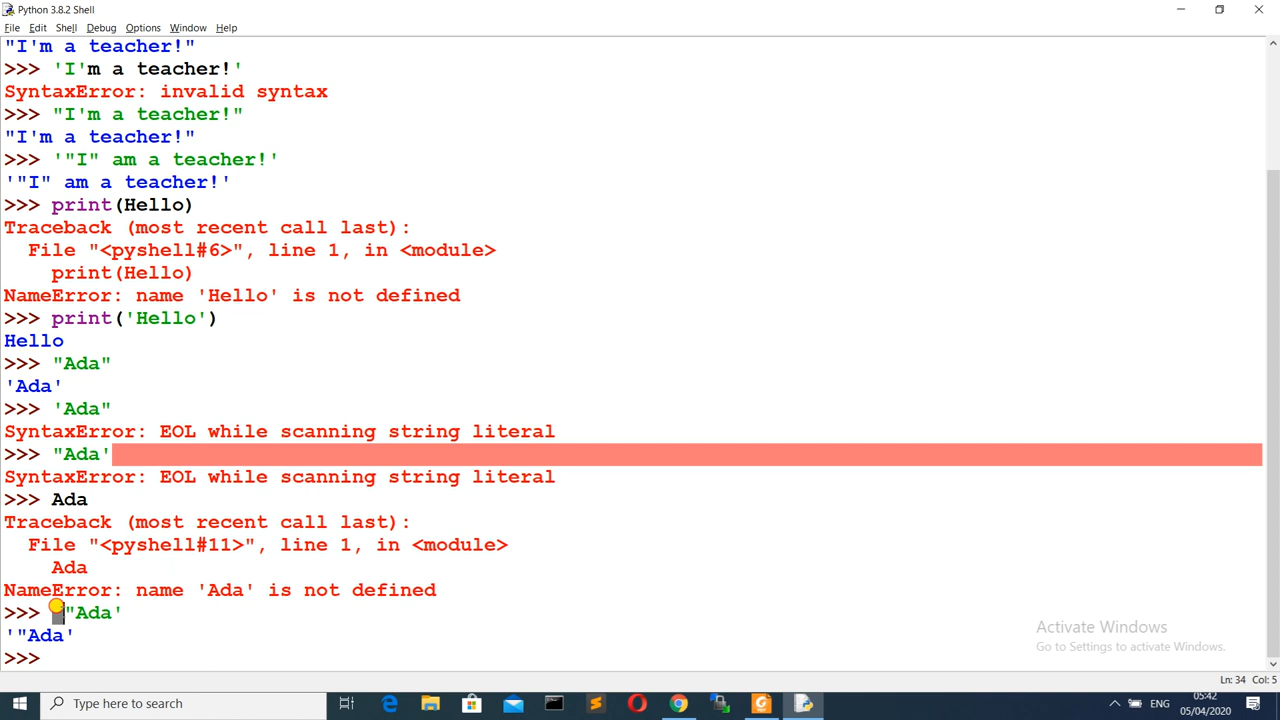 Python 3.8.2 Shell
File Edit Shell Debug Options Window Help
"I'm a teacher!"
>>> 'I'm a teacher!'
SyntaxError: invalid syntax
>>> "I'm a teacher!"
"I'm a teacher!"
>>> '"I" am a teacher!'
'"I" am a teacher!'
>>> print(Hello)
Traceback (most recent call last):
  File "<pyshell#6>", line 1, in <module>
    print(Hello)
NameError: name 'Hello' is not defined
>>> print('Hello')
Hello
>>> "Ada"
'Ada'
>>> 'Ada"
SyntaxError: EOL while scanning string literal
>>> "Ada'
SyntaxError: EOL while scanning string literal
>>> Ada
Traceback (most recent call last):
  File "<pyshell#11>", line 1, in <module>
    Ada
NameError: name 'Ada' is not defined
>>> "Ada'
'"Ada'
>>>
Activate Windows
Go to Settings to activate Windows.
Ln: 34 Col: 5
Type here to search
ENG
05:42
05/04/2020